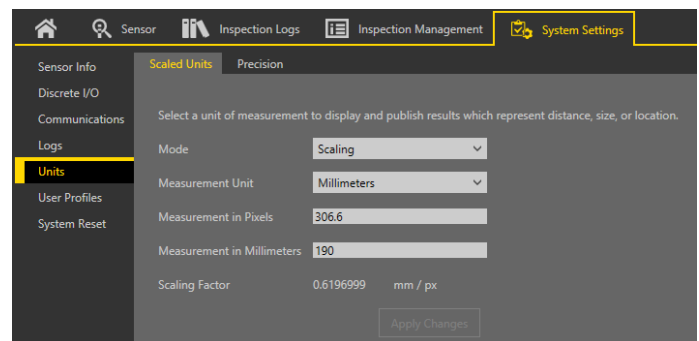 Sensor Inspection Logs Inspection Management System Settings
Sensor Info
Discrete I/O
Communications
Logs
Units
User Profiles
System Reset
Scaled Units Precision
Select a unit of measurement to display and publish results which represent distance, size, or location.
Mode Scaling
Measurement Unit Millimeters
Measurement in Pixels 306.6
Measurement in Millimeters 190
Scaling Factor 0.6196999 mm / px
Apply Changes